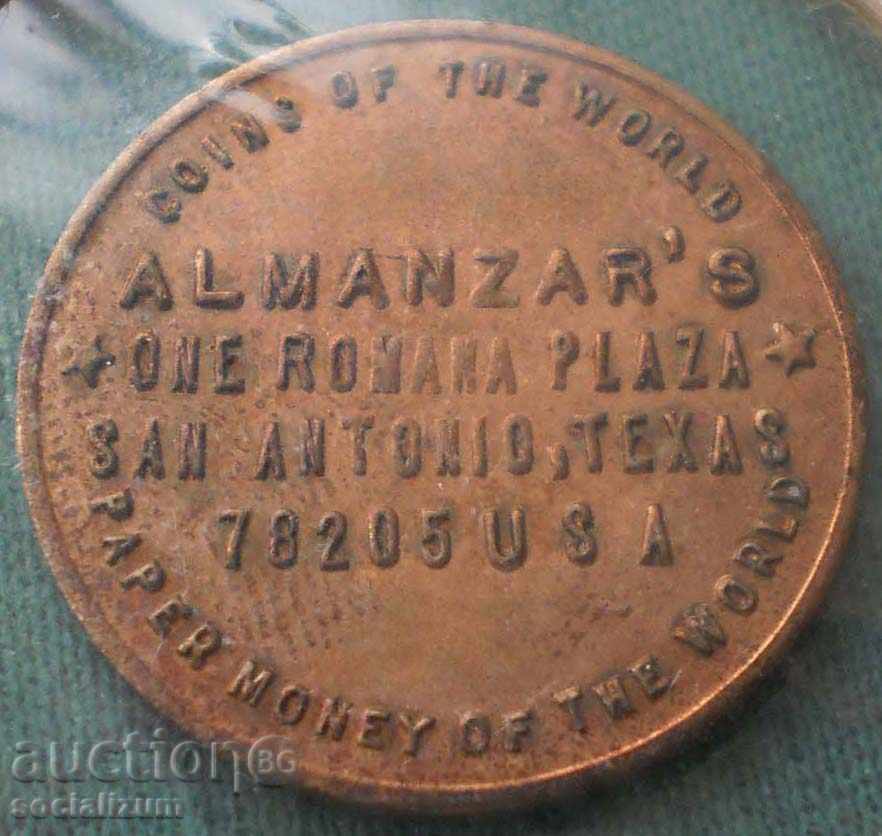 COINS OF THE WORLD
ALMANZAR'S
ONE ROMANA PLAZA
SAN ANTONIO, TEXAS
78205 U S A
PAPER MONEY OF THE WORLD
auction BG
socializum